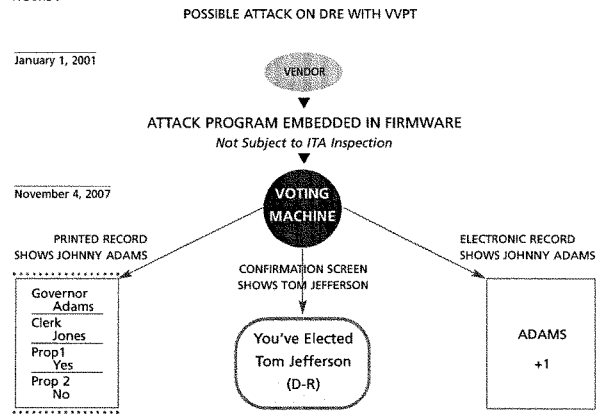 POSSIBLE ATTACK ON DRE WITH VVPT
January 1, 2001
VENDOR
ATTACK PROGRAM EMBEDDED IN FIRMWARE
Not Subject to ITA Inspection
November 4, 2007
VOTING
MACHINE
PRINTED RECORD
SHOWS JOHNNY ADAMS
CONFIRMATION SCREEN
SHOWS TOM JEFFERSON
ELECTRONIC RECORD
SHOWS JOHNNY ADAMS
Governor
Adams
Clerk
Jones
Prop1
Yes
Prop 2
No
You've Elected
Tom Jefferson
(D-R)
ADAMS
+1